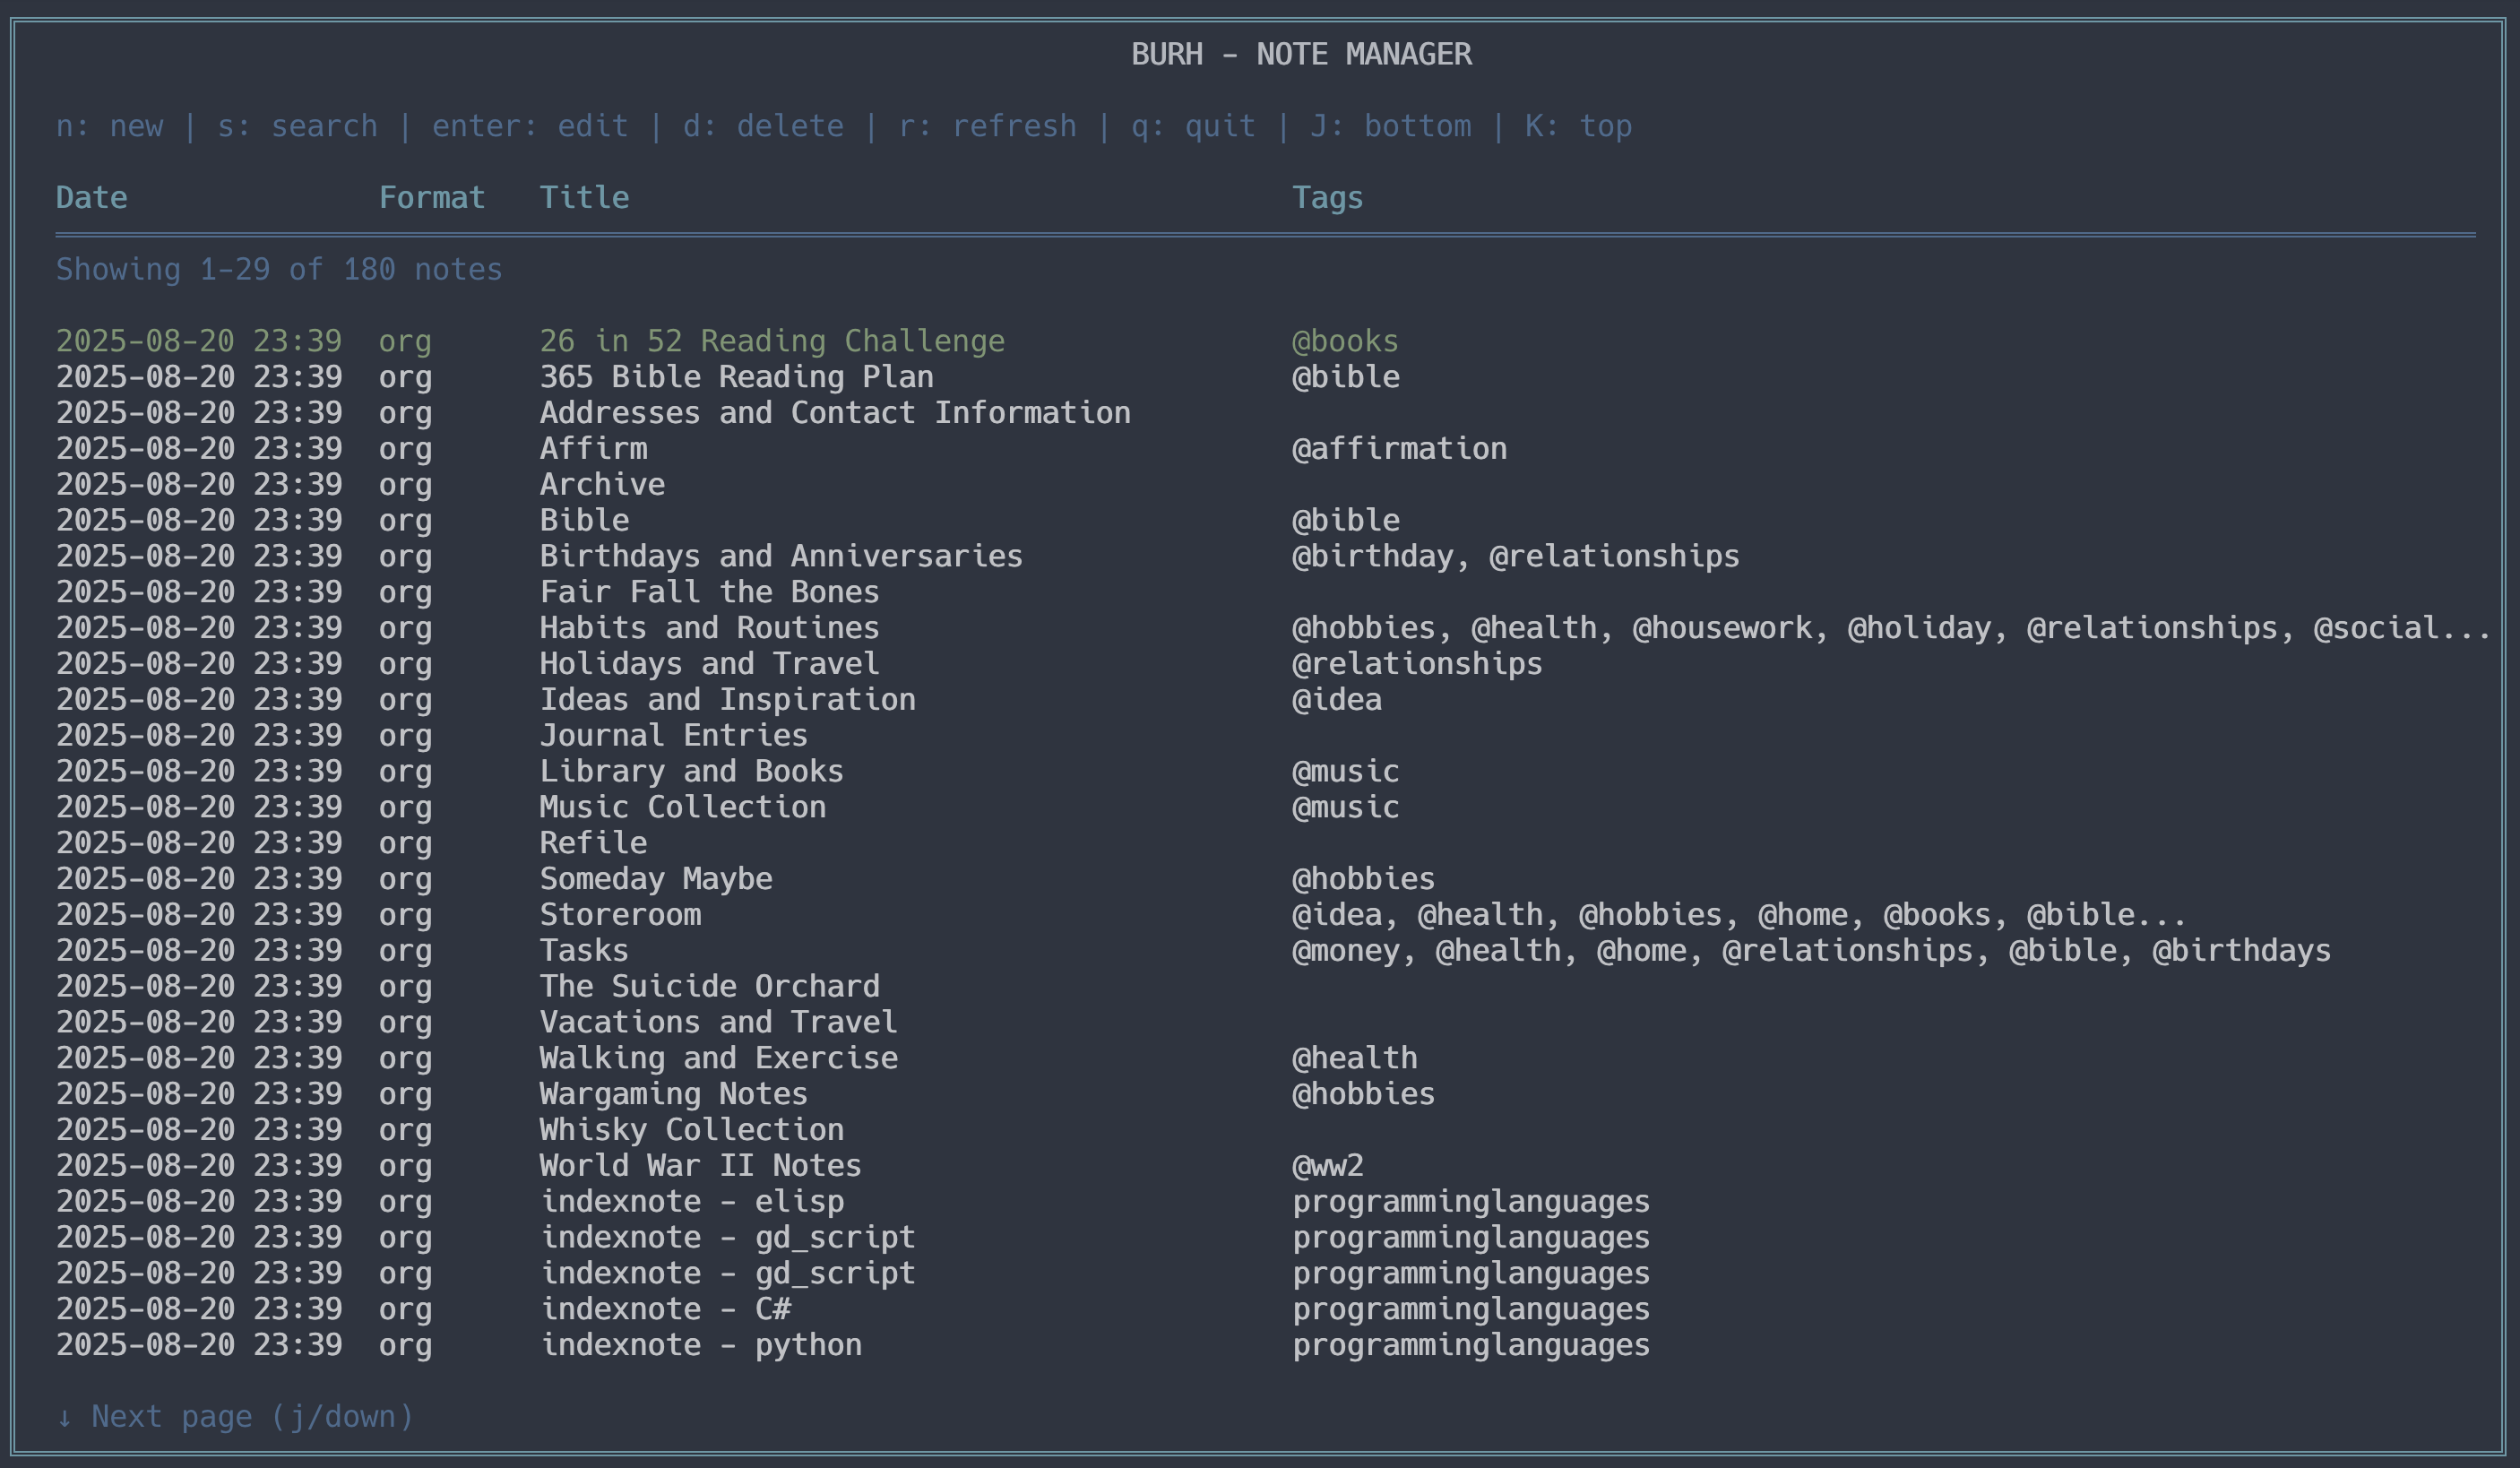 BURH - NOTE MANAGER
n: new | s: search | enter: edit | d: delete | r: refresh | q: quit | J: bottom | K: top
Date Format Title Tags
Showing 1-29 of 180 notes
2025-08-20 23:39 org 26 in 52 Reading Challenge @books
2025-08-20 23:39 org 365 Bible Reading Plan @bible
2025-08-20 23:39 org Addresses and Contact Information
2025-08-20 23:39 org Affirm @affirmation
2025-08-20 23:39 org Archive
2025-08-20 23:39 org Bible @bible
2025-08-20 23:39 org Birthdays and Anniversaries @birthday, @relationships
2025-08-20 23:39 org Fair Fall the Bones
2025-08-20 23:39 org Habits and Routines @hobbies, @health, @housework, @holiday, @relationships, @social...
2025-08-20 23:39 org Holidays and Travel @relationships
2025-08-20 23:39 org Ideas and Inspiration @idea
2025-08-20 23:39 org Journal Entries
2025-08-20 23:39 org Library and Books @music
2025-08-20 23:39 org Music Collection @music
2025-08-20 23:39 org Refile
2025-08-20 23:39 org Someday Maybe @hobbies
2025-08-20 23:39 org Storeroom @idea, @health, @hobbies, @home, @books, @bible...
2025-08-20 23:39 org Tasks @money, @health, @home, @relationships, @bible, @birthdays
2025-08-20 23:39 org The Suicide Orchard
2025-08-20 23:39 org Vacations and Travel
2025-08-20 23:39 org Walking and Exercise @health
2025-08-20 23:39 org Wargaming Notes @hobbies
2025-08-20 23:39 org Whisky Collection
2025-08-20 23:39 org World War II Notes @ww2
2025-08-20 23:39 org indexnote - elisp programminglanguages
2025-08-20 23:39 org indexnote - gd_script programminglanguages
2025-08-20 23:39 org indexnote - gd_script programminglanguages
2025-08-20 23:39 org indexnote - C# programminglanguages
2025-08-20 23:39 org indexnote - python programminglanguages
↓ Next page (j/down)